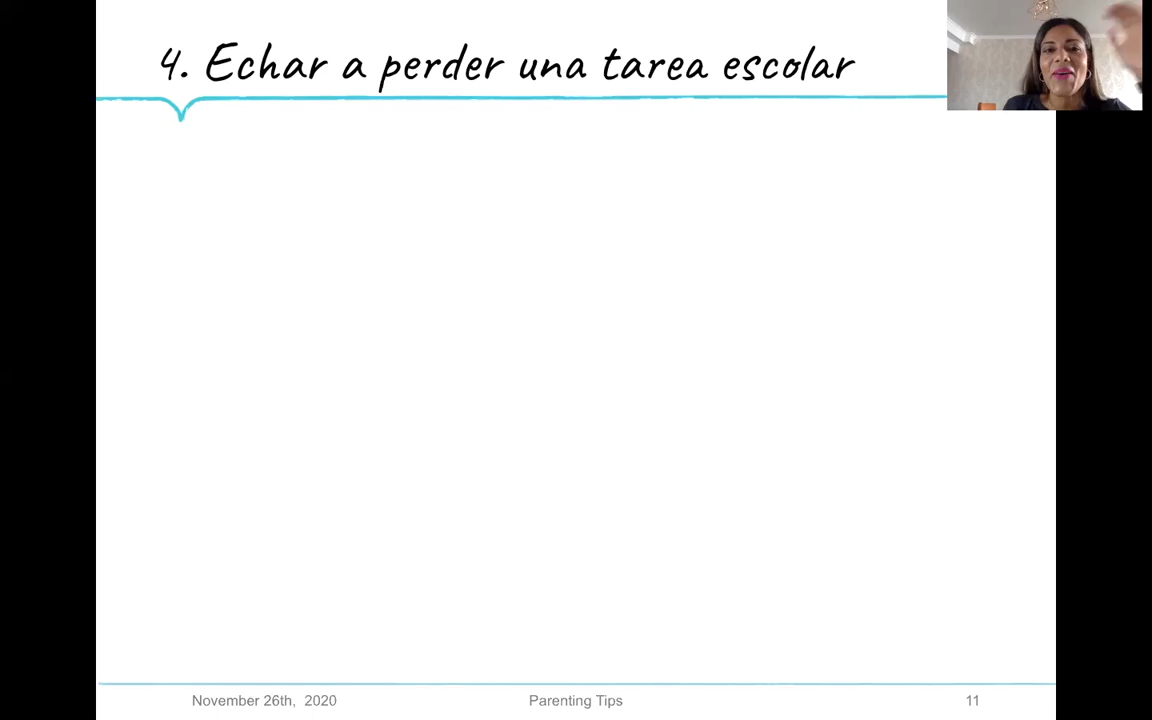 4. Echar a perder una tarea escolar
November 26th, 2020
Parenting Tips
11